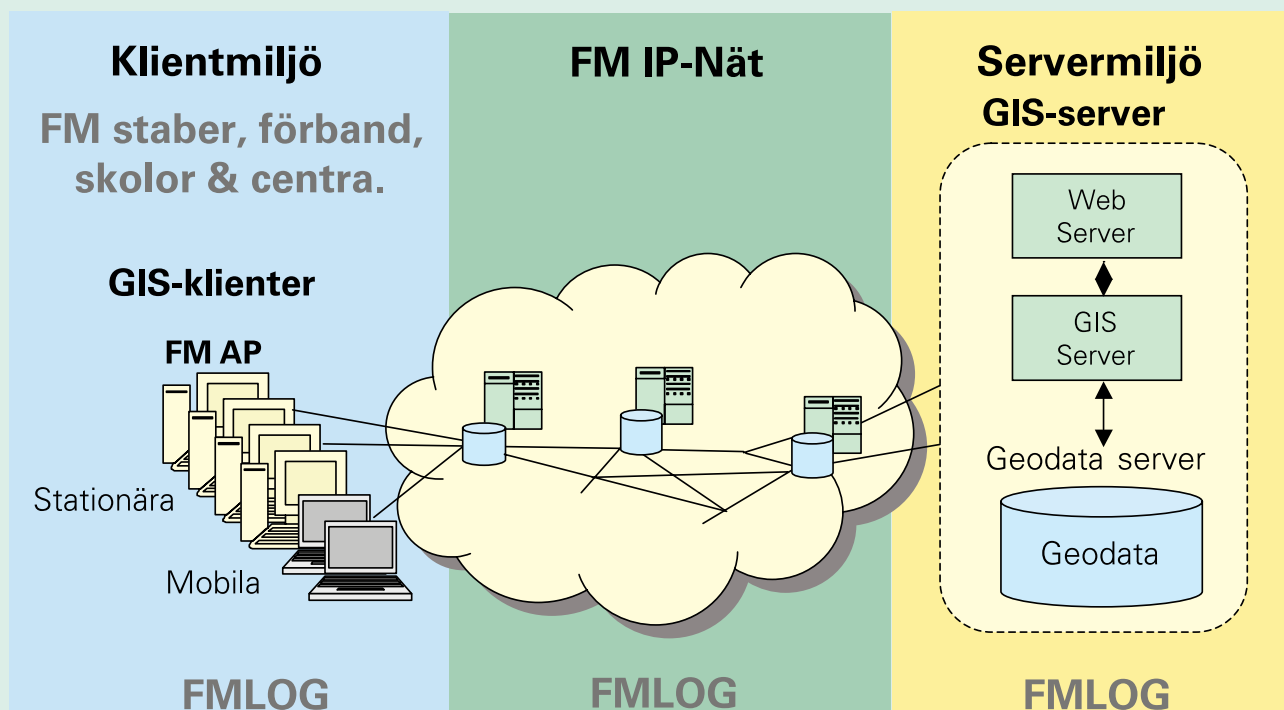 Klientmiljö
FM staber, förband,
skolor & centra.
GIS-klienter
FM AP
Stationära
Mobila
FMLOG
FM IP-Nät
FMLOG
Servermiljö
GIS-server
Web
Server
GIS
Server
Geodata server
Geodata
FMLOG